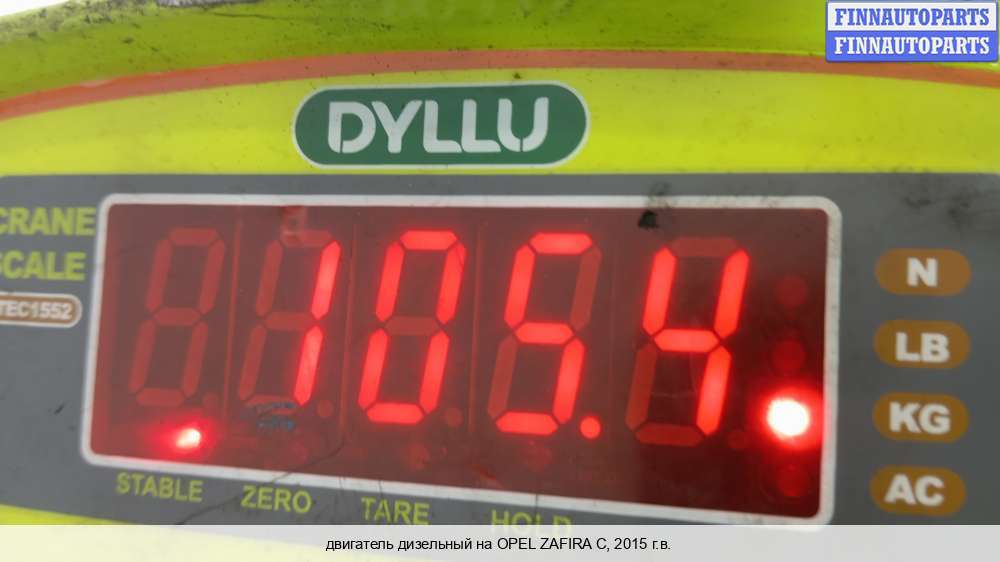 FINNAUTOPARTS
FINNAUTOPARTS
DYLLU
CRANE
SCALE
TEC1552
105.4
N
LB
KG
AC
STABLE ZERO TARE HOLD
двигатель дизельный на OPEL ZAFIRA C, 2015 г.в.